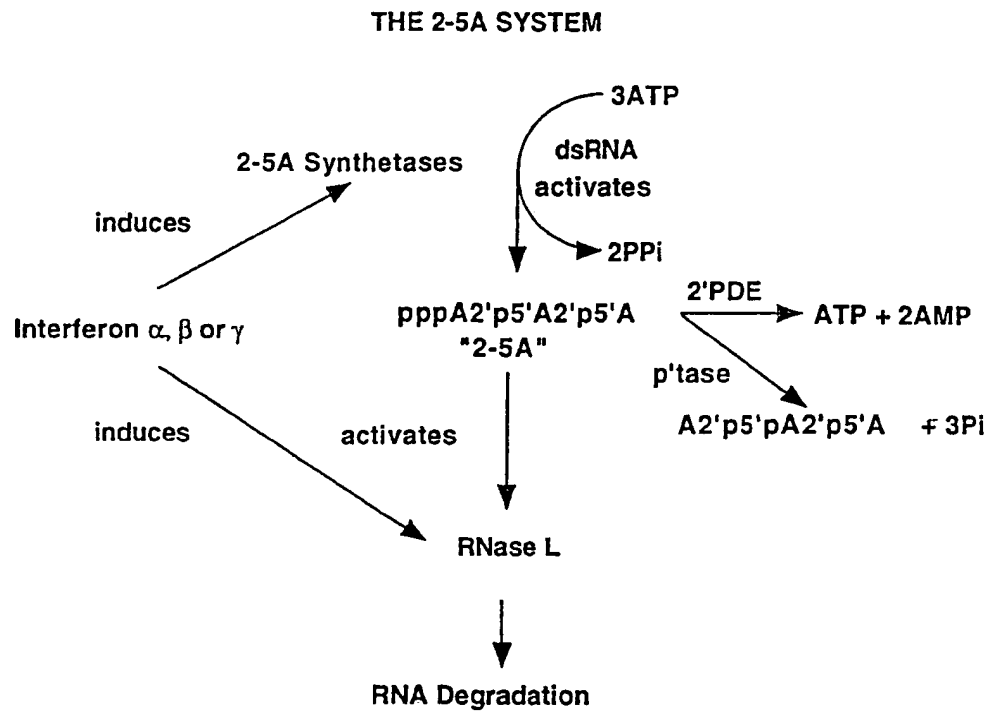 THE 2-5A SYSTEM
3ATP
dsRNA
activates
2-5A Synthetases
induces
2PPi
2'PDE
Interferon α, β or γ
pppA2'p5'A2'p5'A
"2-5A"
ATP + 2AMP
p'tase
A2'p5'pA2'p5'A + 3Pi
induces
activates
RNase L
RNA Degradation